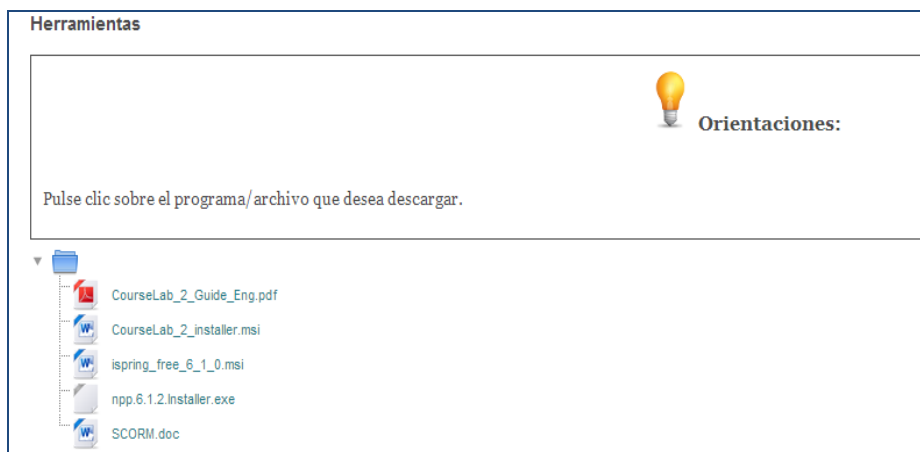 Herramientas
Orientaciones:
Pulse clic sobre el programa/archivo que desea descargar.
CourseLab_2_Guide_Eng.pdf
CourseLab_2_installer.msi
ispring_free_6_1_0.msi
npp.6.1.2.Installer.exe
SCORM.doc